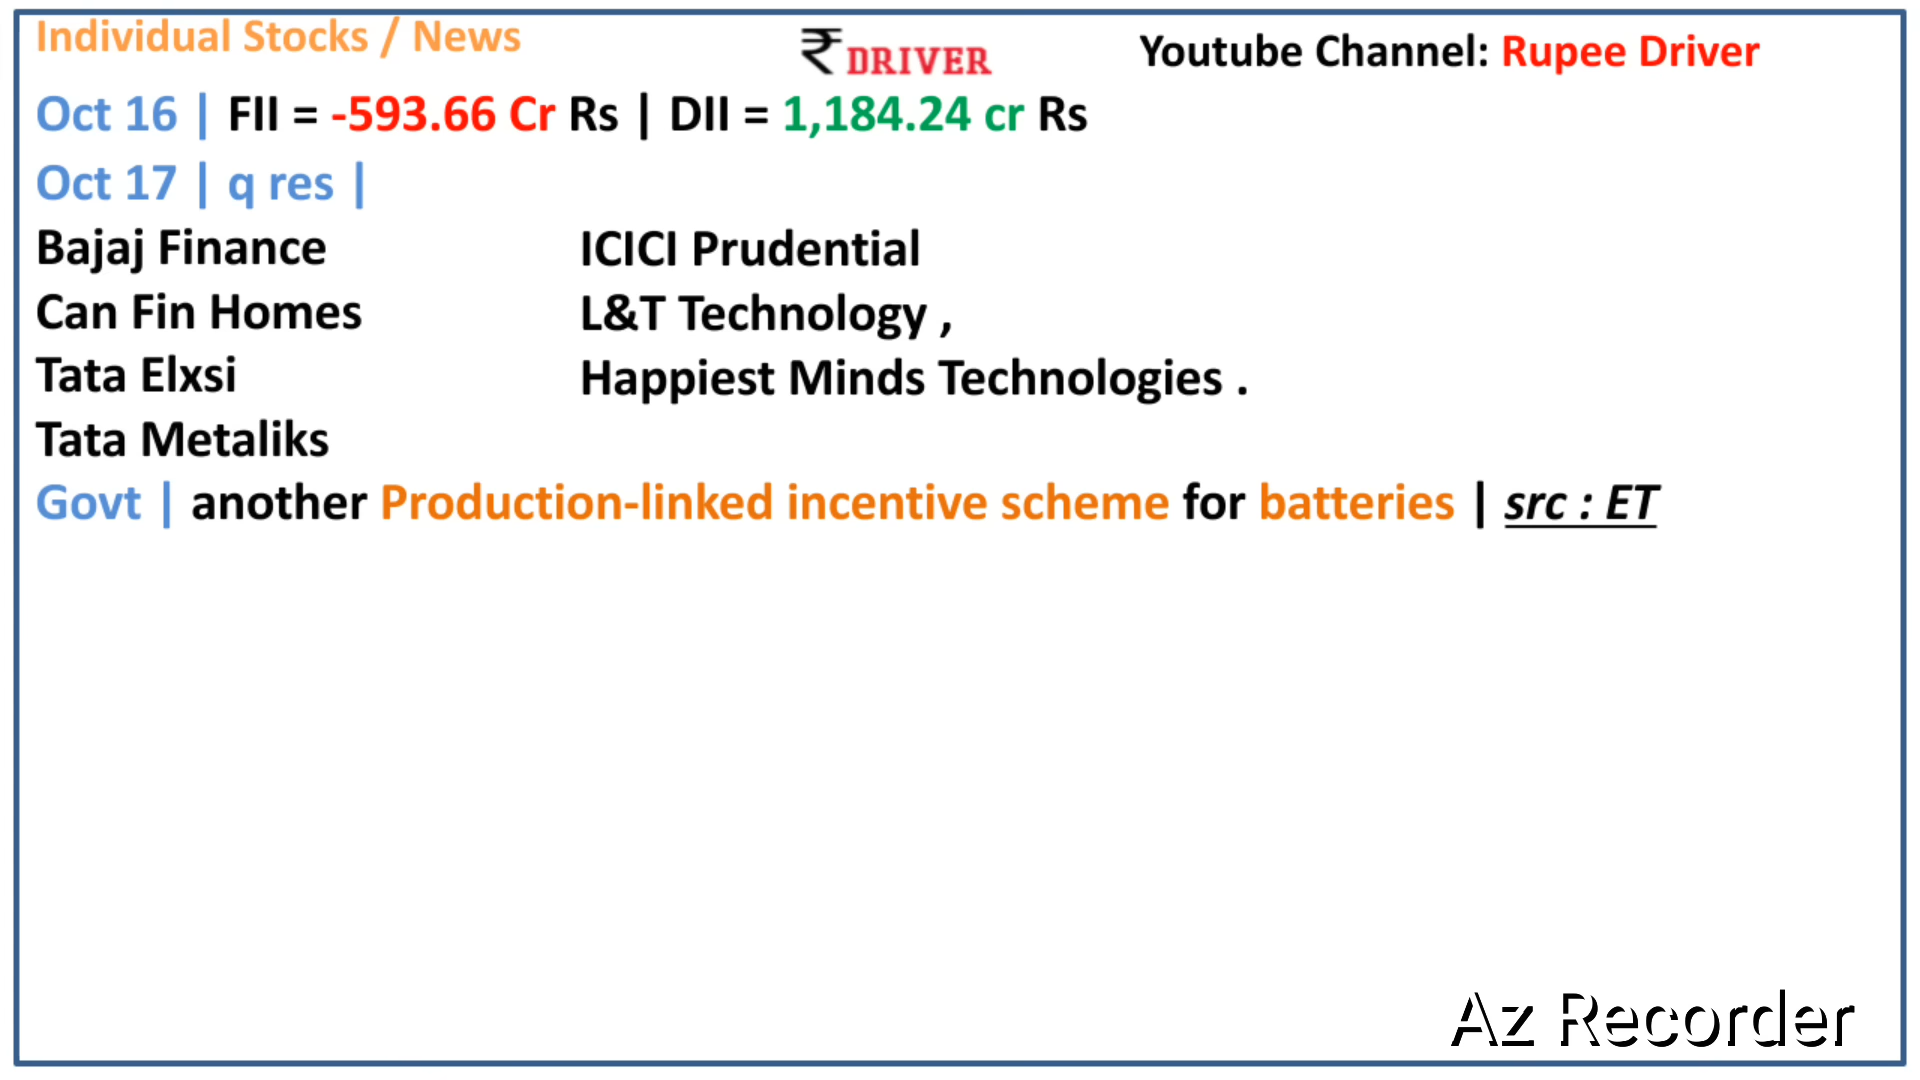 Individual Stocks / News
₹ DRIVER
Youtube Channel: Rupee Driver
Oct 16 | FII = -593.66 Cr Rs | DII = 1,184.24 cr Rs
Oct 17 | q res |
Bajaj Finance
Can Fin Homes
Tata Elxsi
Tata Metaliks
ICICI Prudential
L&T Technology ,
Happiest Minds Technologies .
Govt | another Production-linked incentive scheme for batteries | src : ET
Az Recorder